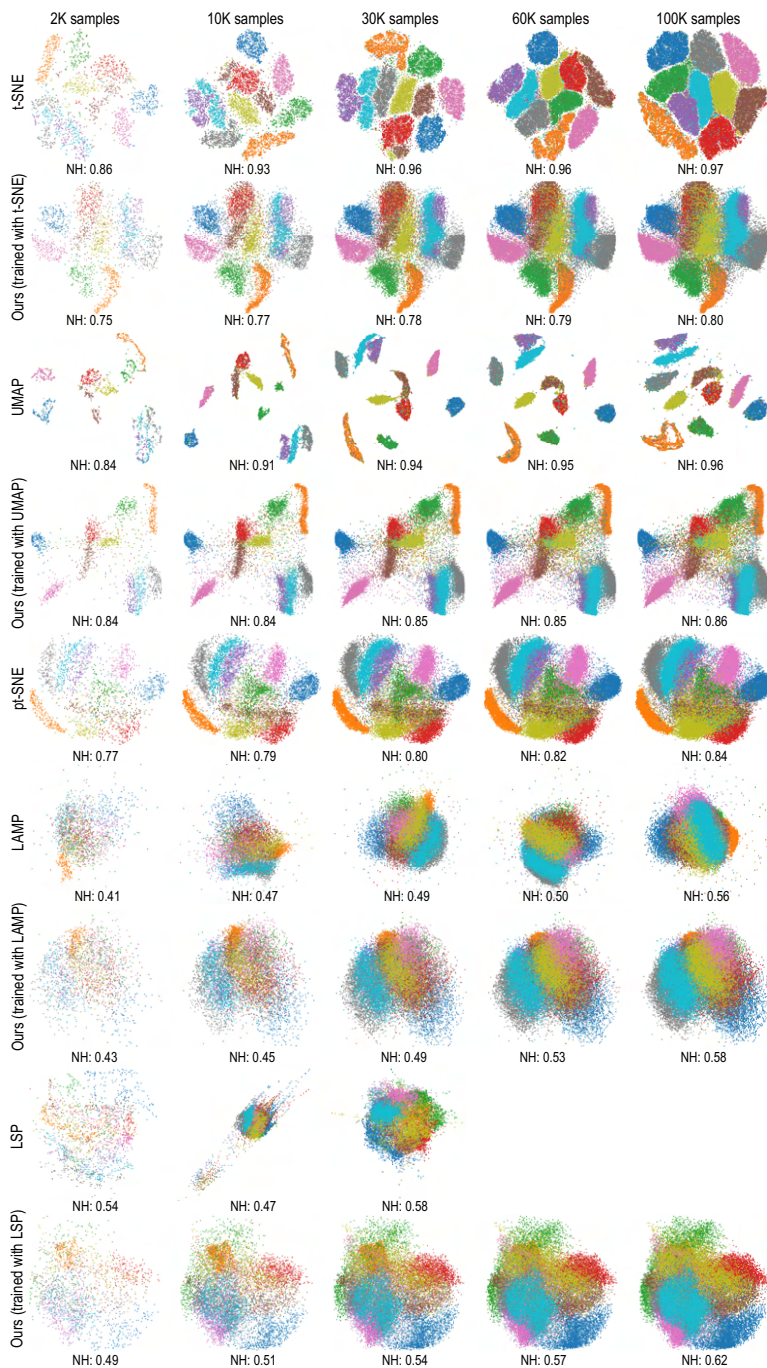 2K samples 10K samples 30K samples 60K samples 100K samples
t-SNE
NH: 0.86 NH: 0.93 NH: 0.96 NH: 0.96 NH: 0.97
Ours (trained with t-SNE)
NH: 0.75 NH: 0.77 NH: 0.78 NH: 0.79 NH: 0.80
UMAP
NH: 0.84 NH: 0.91 NH: 0.94 NH: 0.95 NH: 0.96
Ours (trained with UMAP)
NH: 0.84 NH: 0.84 NH: 0.85 NH: 0.85 NH: 0.86
pt-SNE
NH: 0.77 NH: 0.79 NH: 0.80 NH: 0.82 NH: 0.84
LAMP
NH: 0.41 NH: 0.47 NH: 0.49 NH: 0.50 NH: 0.56
Ours (trained with LAMP)
NH: 0.43 NH: 0.45 NH: 0.49 NH: 0.53 NH: 0.58
LSP
NH: 0.54 NH: 0.47 NH: 0.58
Ours (trained with LSP)
NH: 0.49 NH: 0.51 NH: 0.54 NH: 0.57 NH: 0.62